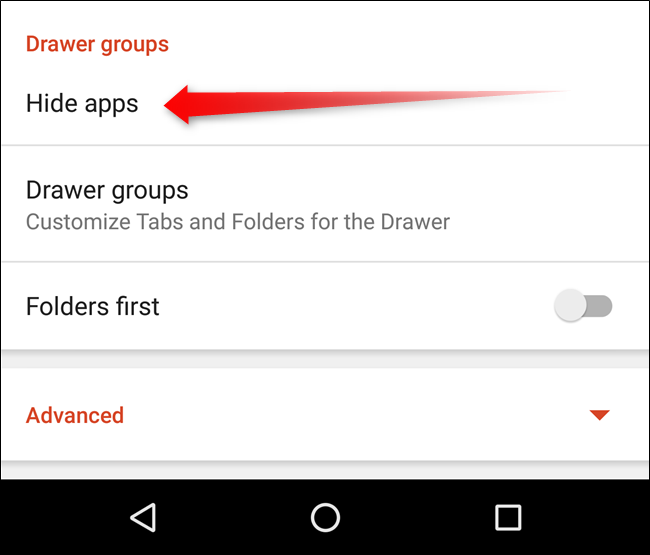 Drawer groups
Hide apps
Drawer groups
Customize Tabs and Folders for the Drawer
Folders first
Advanced